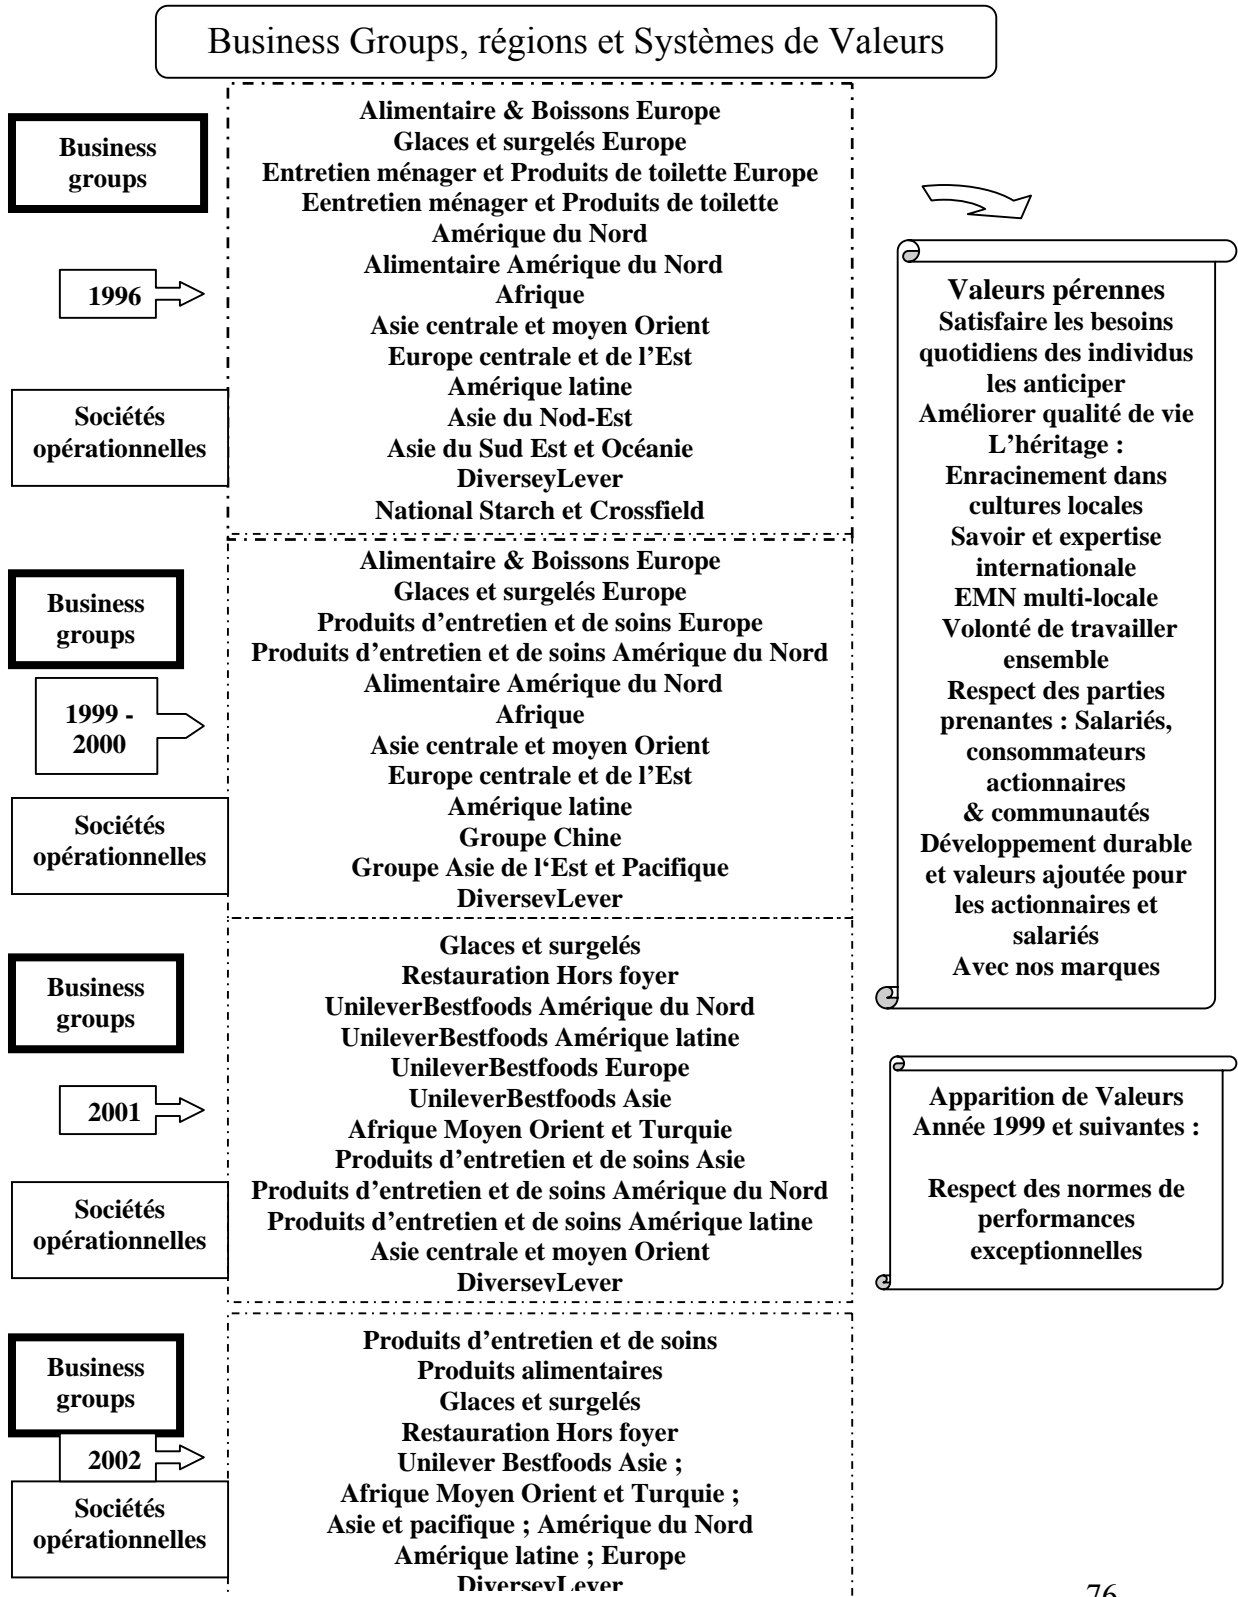 Business Groups, régions et Systèmes de Valeurs
Business
groups
1996
Sociétés
opérationnelles
Alimentaire & Boissons Europe
Glaces et surgelés Europe
Entretien ménager et Produits de toilette Europe
Eentretien ménager et Produits de toilette
Amérique du Nord
Alimentaire Amérique du Nord
Afrique
Asie centrale et moyen Orient
Europe centrale et de l’Est
Amérique latine
Asie du Nod-Est
Asie du Sud Est et Océanie
DiverseyLever
National Starch et Crossfield
Business
groups
1999 -
2000
Sociétés
opérationnelles
Alimentaire & Boissons Europe
Glaces et surgelés Europe
Produits d’entretien et de soins Europe
Produits d’entretien et de soins Amérique du Nord
Alimentaire Amérique du Nord
Afrique
Asie centrale et moyen Orient
Europe centrale et de l’Est
Amérique latine
Groupe Chine
Groupe Asie de l‘Est et Pacifique
DiverseyLever
Business
groups
2001
Sociétés
opérationnelles
Glaces et surgelés
Restauration Hors foyer
UnileverBestfoods Amérique du Nord
UnileverBestfoods Amérique latine
UnileverBestfoods Europe
UnileverBestfoods Asie
Afrique Moyen Orient et Turquie
Produits d’entretien et de soins Asie
Produits d’entretien et de soins Amérique du Nord
Produits d’entretien et de soins Amérique latine
Asie centrale et moyen Orient
DiverseyLever
Business
groups
2002
Sociétés
opérationnelles
Produits d’entretien et de soins
Produits alimentaires
Glaces et surgelés
Restauration Hors foyer
Unilever Bestfoods Asie ;
Afrique Moyen Orient et Turquie ;
Asie et pacifique ; Amérique du Nord
Amérique latine ; Europe
DiverseyLever
Valeurs pérennes
Satisfaire les besoins
quotidiens des individus
les anticiper
Améliorer qualité de vie
L’héritage :
Enracinement dans
cultures locales
Savoir et expertise
internationale
EMN multi-locale
Volonté de travailler
ensemble
Respect des parties
prenantes : Salariés,
consommateurs
actionnaires
& communautés
Développement durable
et valeurs ajoutée pour
les actionnaires et
salariés
Avec nos marques
Apparition de Valeurs
Année 1999 et suivantes :
Respect des normes de
performances
exceptionnelles
76